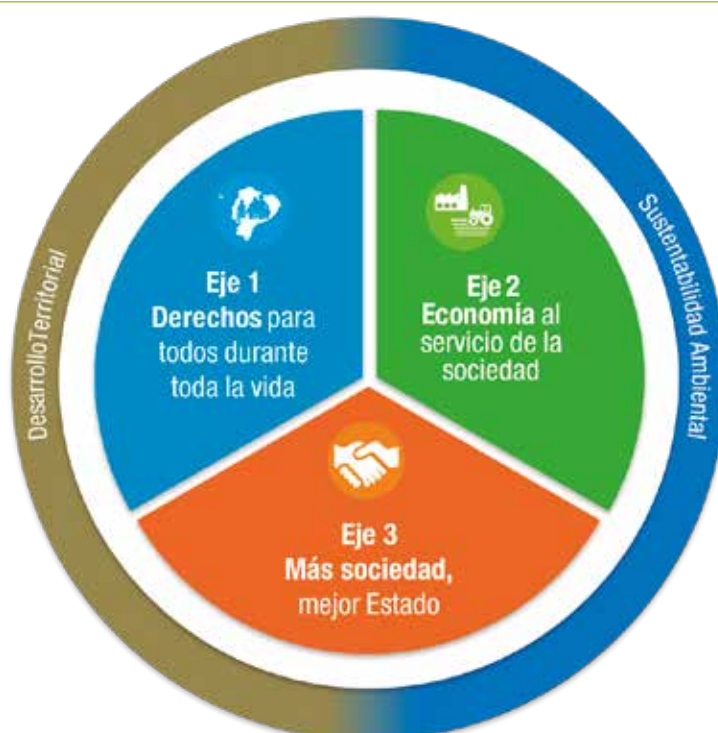 Eje 1
Derechos para
todos durante
toda la vida
Eje 2
Economía al
servicio de la
sociedad
Eje 3
Más sociedad,
mejor Estado
DesarrolloTerritorial
Sustentabilidad Ambiental